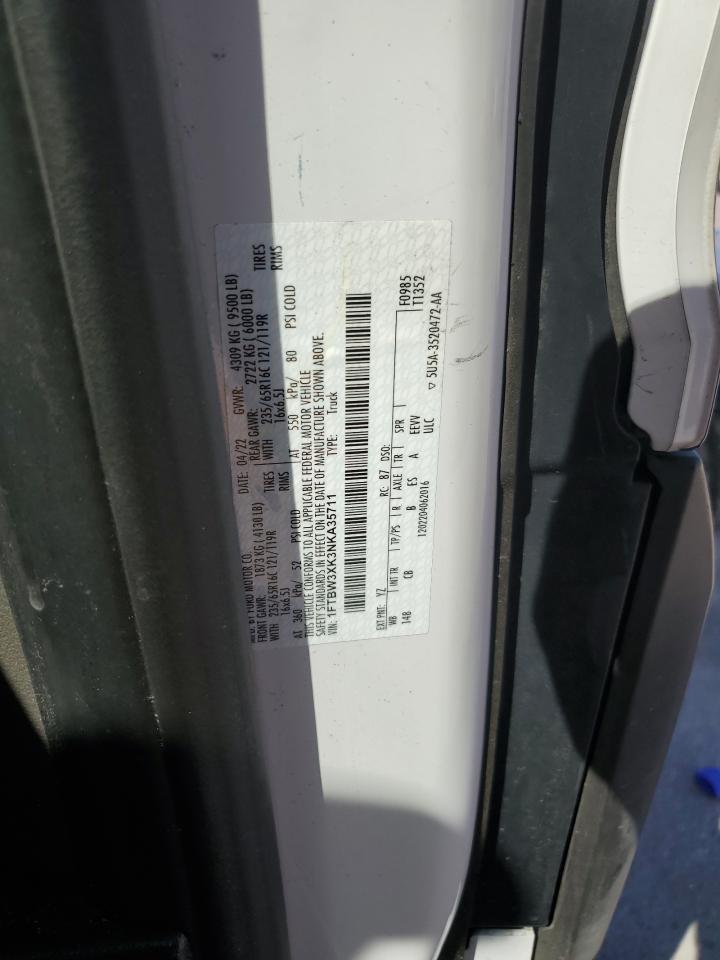 MFD. BY FORD MOTOR CO.
DATE: 04/22 GVWR: 4309 KG ( 9500 LB)
FRONT GAWR: 1873 KG ( 4130 LB) REAR GAWR: 2722 KG ( 6000 LB)
WITH 235/65R16C 121/119R TIRES WITH 235/65R16C 121/119R TIRES
16x6.5J RIMS 16x6.5J RIMS
AT 360 kPa/ 52 PSI COLD AT 550 kPa/ 80 PSI COLD
THIS VEHICLE CONFORMS TO ALL APPLICABLE FEDERAL MOTOR VEHICLE
SAFETY STANDARDS IN EFFECT ON THE DATE OF MANUFACTURE SHOWN ABOVE.
VIN: 1FTBW3XK3NKA35711 TYPE: Truck
EXT PNT: YZ RC: 87 DSO: F0985
WB INT TR TP/PS R AXLE TR SPR T1352
148 CB B ES A EEVV
1202204062016 ULC
5U5A-3520472-AA